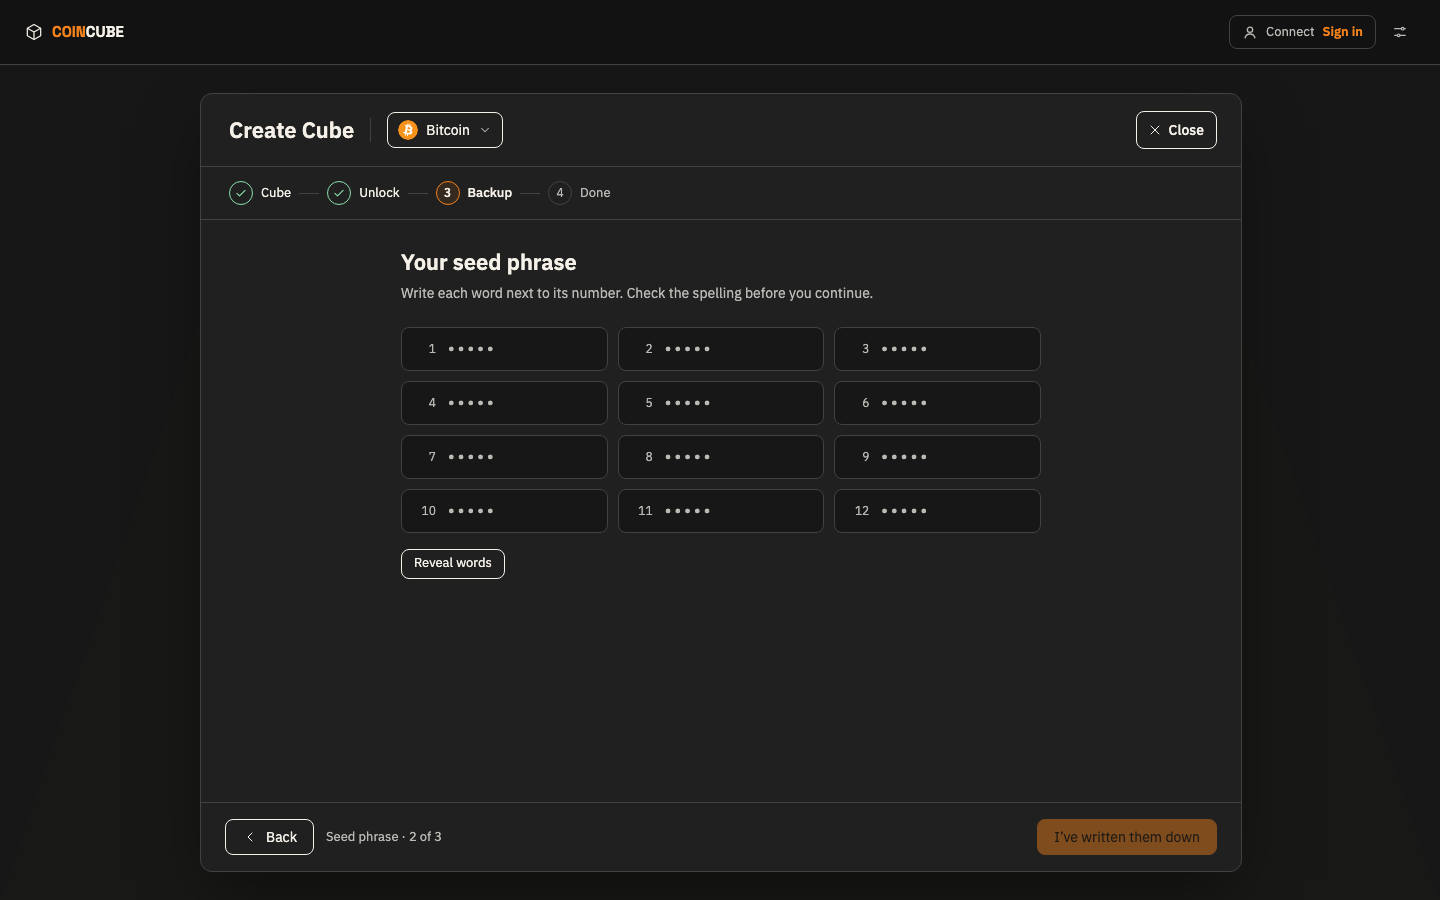 COINCUBE
Connect Sign in
Create Cube
Bitcoin
Close
Cube
Unlock
3 Backup
4 Done
Your seed phrase
Write each word next to its number. Check the spelling before you continue.
1 •••••
2 •••••
3 •••••
4 •••••
5 •••••
6 •••••
7 •••••
8 •••••
9 •••••
10 •••••
11 •••••
12 •••••
Reveal words
Back
Seed phrase · 2 of 3
I've written them down